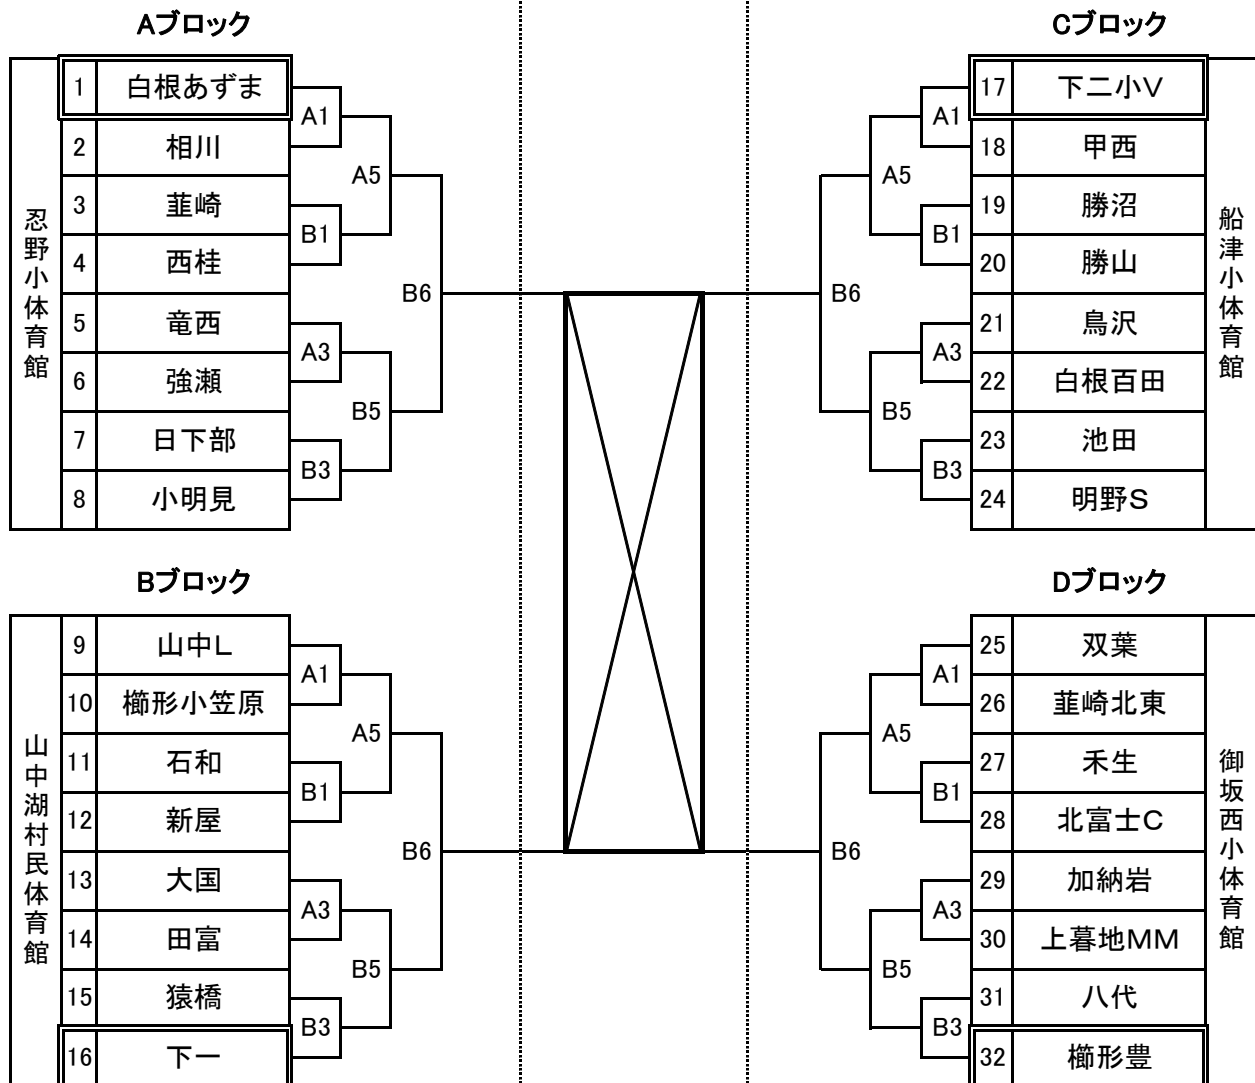 Aブロック
忍野小体育館
1 白根あずま
2 相川
3 韮崎
4 西桂
5 竜西
6 強瀬
7 日下部
8 小明見
A1
B1
A3
B3
A5
B5
B6
Cブロック
船津小体育館
17 下二小V
18 甲西
19 勝沼
20 勝山
21 鳥沢
22 白根百田
23 池田
24 明野S
A1
B1
A3
B3
A5
B5
B6
Bブロック
山中湖村民体育館
9 山中L
10 櫛形小笠原
11 石和
12 新屋
13 大国
14 田富
15 猿橋
16 下一
A1
B1
A3
B3
A5
B5
B6
Dブロック
御坂西小体育館
25 双葉
26 韮崎北東
27 禾生
28 北富士C
29 加納岩
30 上暮地MM
31 八代
32 櫛形豊
A1
B1
A3
B3
A5
B5
B6